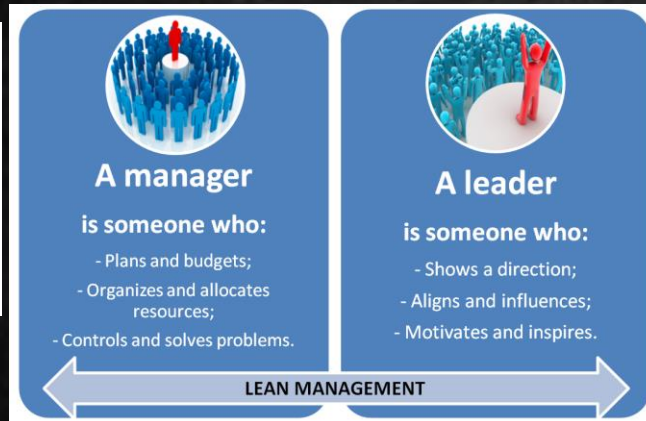 A manager
is someone who:
- Plans and budgets;
- Organizes and allocates
resources;
- Controls and solves problems.
A leader
is someone who:
- Shows a direction;
- Aligns and influences;
- Motivates and inspires.
LEAN MANAGEMENT